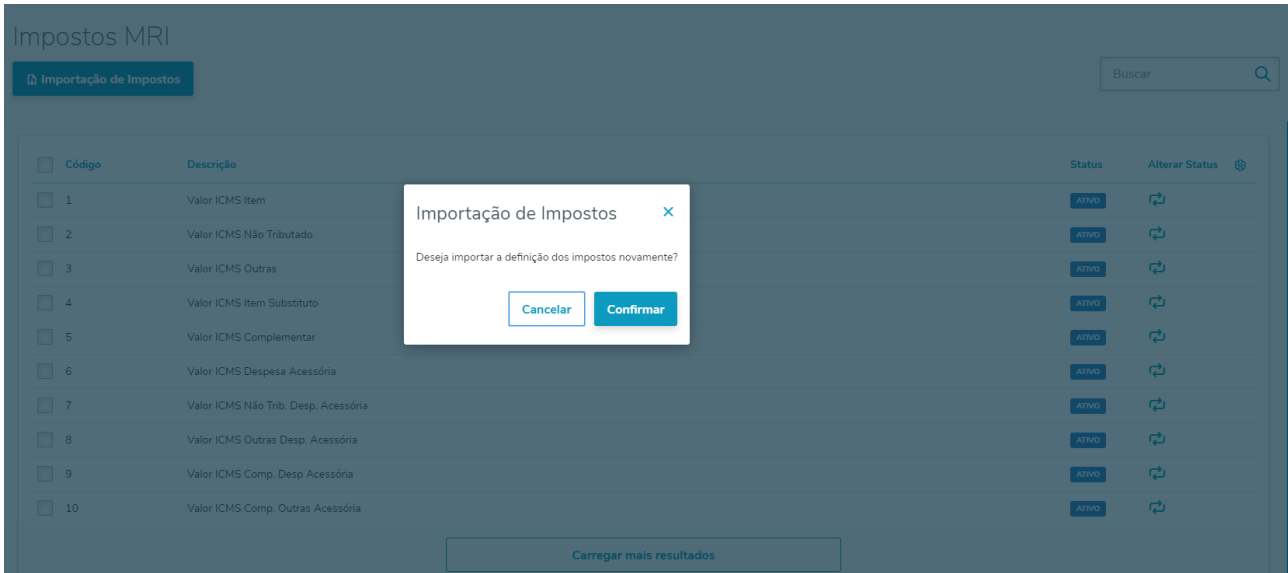 Impostos MRI
Importação de Impostos
Buscar
Código Descrição Status Alterar Status
1 Valor ICMS Item ATIVO
2 Valor ICMS Não Tributado ATIVO
3 Valor ICMS Outras ATIVO
4 Valor ICMS Item Substituto ATIVO
5 Valor ICMS Complementar ATIVO
6 Valor ICMS Despesa Acessória ATIVO
7 Valor ICMS Não Trib. Desp. Acessória ATIVO
8 Valor ICMS Outras Desp. Acessória ATIVO
9 Valor ICMS Comp. Desp Acessória ATIVO
10 Valor ICMS Comp. Outras Acessória ATIVO
Carregar mais resultados
Importação de Impostos
Deseja importar a definição dos impostos novamente?
Cancelar Confirmar